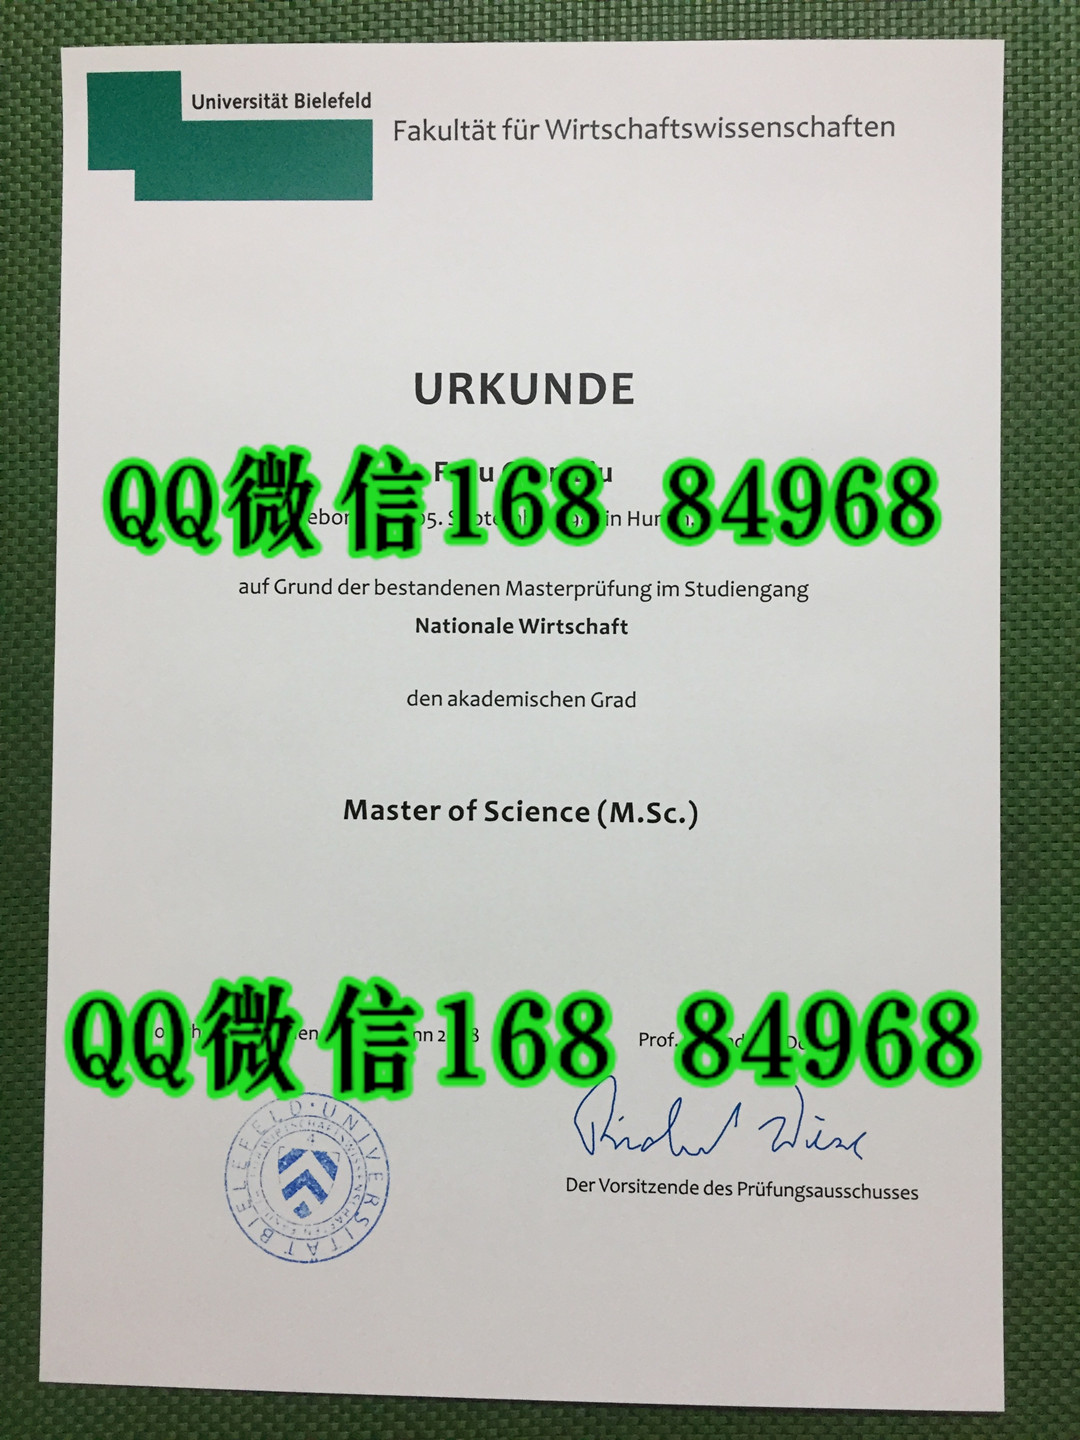 Universität Bielefeld
Fakultät für Wirtschaftswissenschaften
URKUNDE
QQ微信168 84968
auf Grund der bestandenen Masterprüfung im Studiengang
Nationale Wirtschaft
den akademischen Grad
Master of Science (M.Sc.)
QQ微信168 84968
Prof.
UNIVERSITÄT BIELEFELD
Der Vorsitzende des Prüfungsausschusses